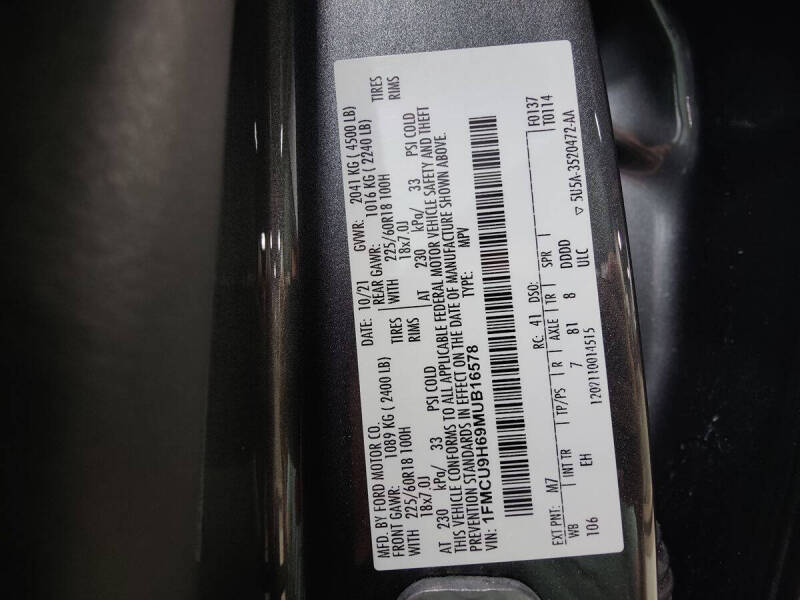 MFD. BY FORD MOTOR CO. DATE: 10/21 GVWR: 2041 KG ( 4500 LB)
FRONT GAWR: 1089 KG ( 2400 LB) REAR GAWR: 1016 KG ( 2240 LB)
WITH 225/60R18 100H TIRES WITH 225/60R18 100H TIRES
18x7.0J RIMS 18x7.0J RIMS
AT 230 kPa/ 33 PSI COLD AT 230 kPa/ 33 PSI COLD
THIS VEHICLE CONFORMS TO ALL APPLICABLE FEDERAL MOTOR VEHICLE SAFETY AND THEFT
PREVENTION STANDARDS IN EFFECT ON THE DATE OF MANUFACTURE SHOWN ABOVE.
VIN: 1FMCU9H69MUB16578 TYPE: MPV
F0137
T0114
EXT PNT: M7 RC: 41 DSO:
WB INT TR TP/PS R AXLE TR SPR
106 EH 7 81 8 DDDD
ULC
1209110014515
▽ 5U5A-3520472-AA